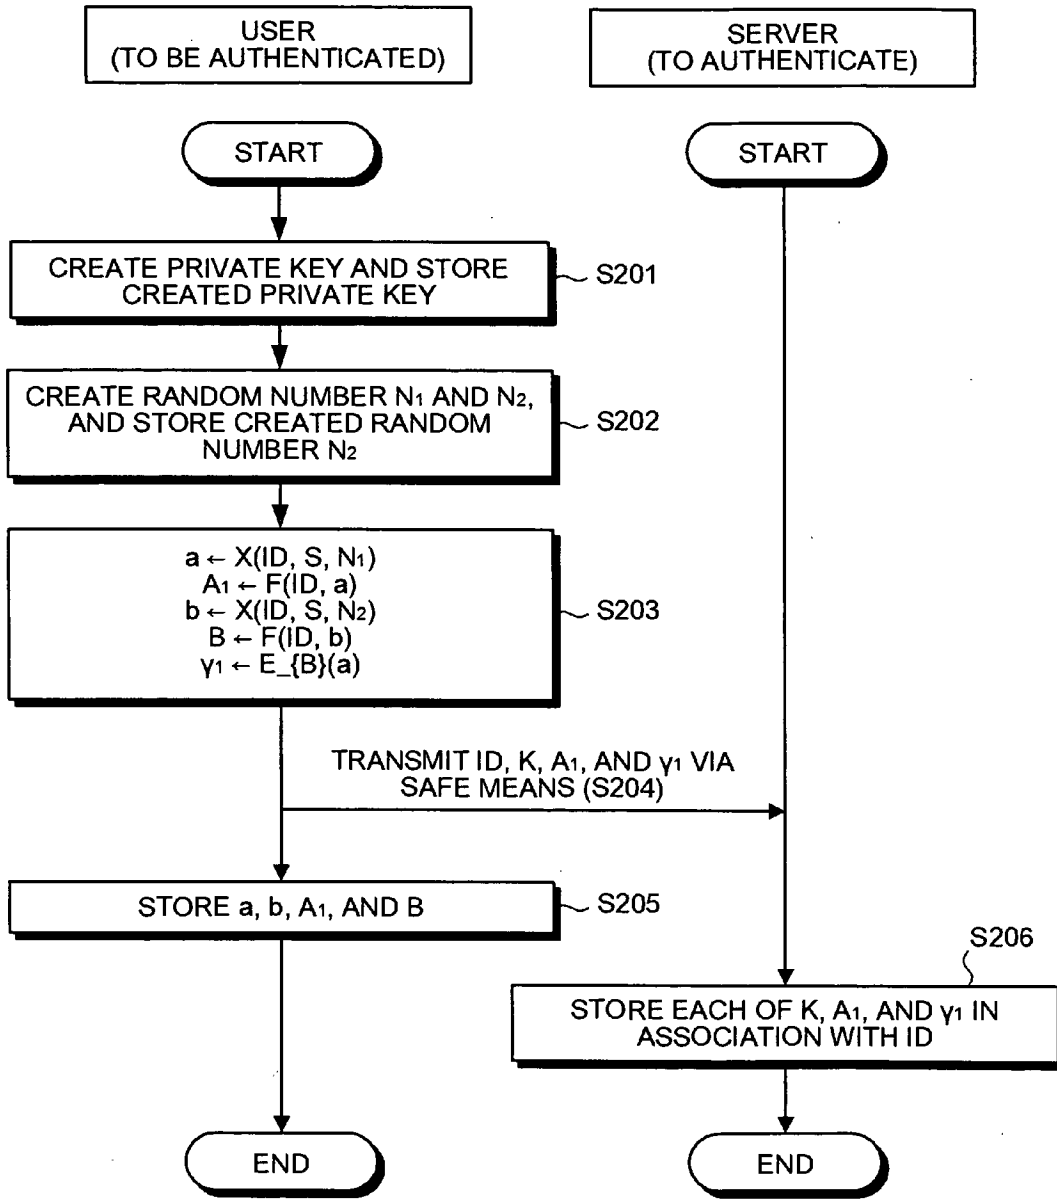 USER
(TO BE AUTHENTICATED)
SERVER
(TO AUTHENTICATE)
START
START
CREATE PRIVATE KEY AND STORE
CREATED PRIVATE KEY
S201
CREATE RANDOM NUMBER N₁ AND N₂,
AND STORE CREATED RANDOM
NUMBER N₂
S202
a ← X(ID, S, N₁)
A₁ ← F(ID, a)
b ← X(ID, S, N₂)
B ← F(ID, b)
γ₁ ← E_{B}(a)
S203
TRANSMIT ID, K, A₁, AND γ₁ VIA
SAFE MEANS (S204)
STORE a, b, A₁, AND B
S205
S206
STORE EACH OF K, A₁, AND γ₁ IN
ASSOCIATION WITH ID
END
END